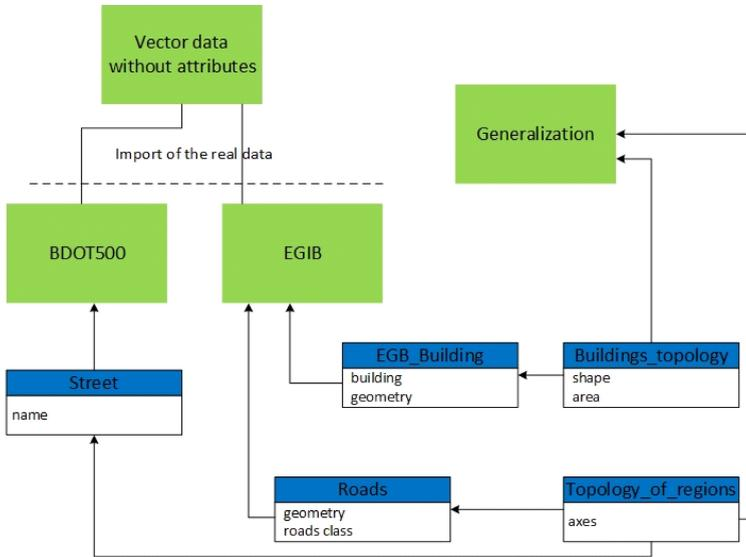 Vector data
without attributes
Generalization
Import of the real data
BDOT500
EGIB
EGB_Building
building
geometry
Buildings_topology
shape
area
Street
name
Roads
geometry
roads class
Topology_of_regions
axes